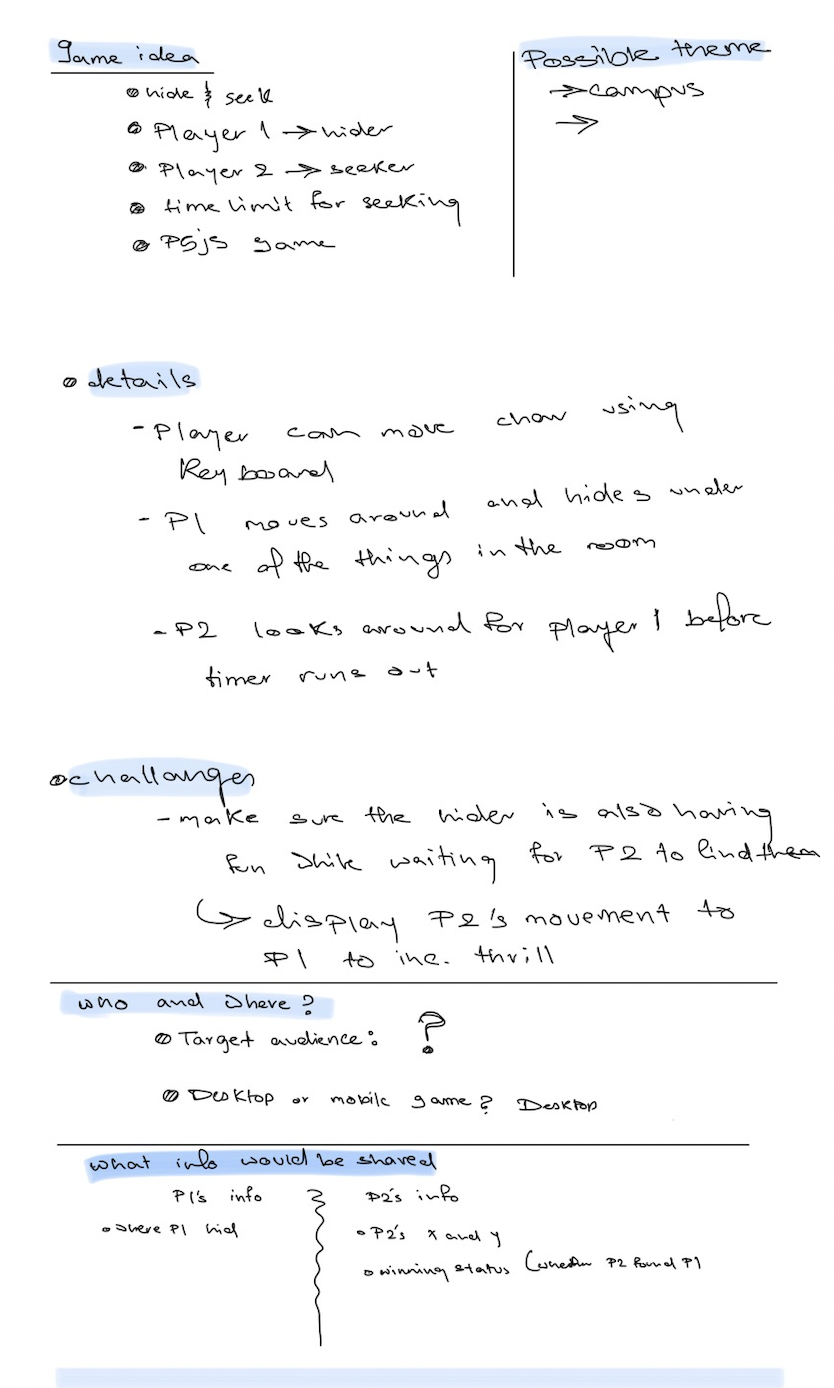 Game idea
hide & seek
Player 1 → hider
Player 2 → seeker
time limit for seeking
P5js game
Possible theme
→ campus
→
details
- Player can move char using
Keyboard
- P1 moves around and hides under
one of the things in the room
- P2 looks around for player 1 before
timer runs out
challanges
- make sure the hider is also having
fun while waiting for P2 to find them
↳ display P2's movement to
P1 to inc. thrill
who and where?
Target audience: ?
Desktop or mobile game? Desktop
what info would be shared
P1's info
• where P1 hid
P2's info
• P2's x and y
• winning status (whether P2 found P1